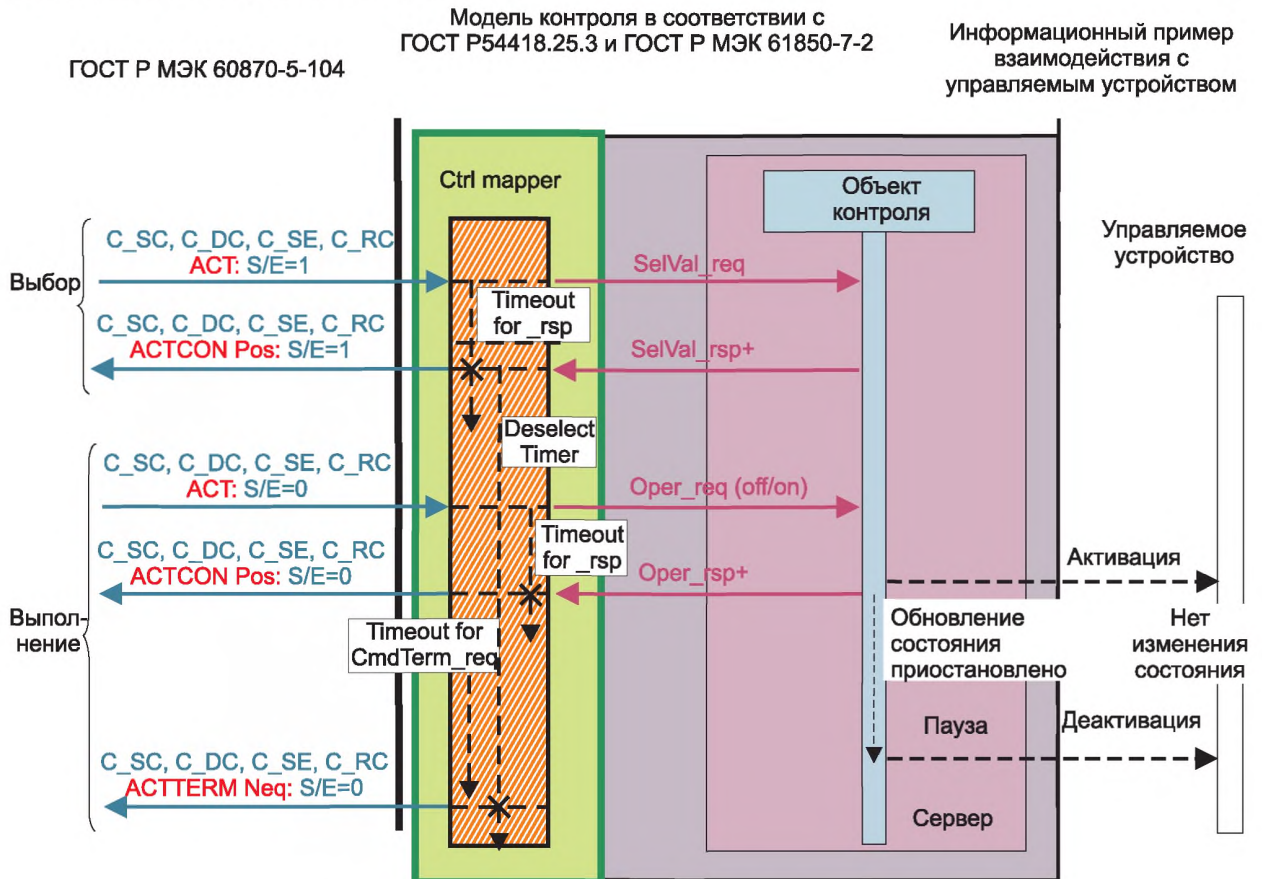 Модель контроля в соответствии с
ГОСТ Р54418.25.3 и ГОСТ Р МЭК 61850-7-2
Информационный пример
взаимодействия с
управляемым устройством
ГОСТ Р МЭК 60870-5-104
Ctrl mapper
Объект
контроля
Управляемое
устройство
Выбор
C_SC, C_DC, C_SE, C_RC
ACT: S/E=1
SelVal_req
Timeout
for _rsp
C_SC, C_DC, C_SE, C_RC
ACTCON Pos: S/E=1
SelVal_rsp+
Deselect
Timer
C_SC, C_DC, C_SE, C_RC
ACT: S/E=0
Oper_req (off/on)
Timeout
for _rsp
C_SC, C_DC, C_SE, C_RC
ACTCON Pos: S/E=0
Oper_rsp+
Активация
Выпол-
нение
Timeout for
CmdTerm_req
Обновление
состояния
приостановлено
Нет
изменения
состояния
Пауза
Деактивация
C_SC, C_DC, C_SE, C_RC
ACTTERM Neq: S/E=0
Сервер